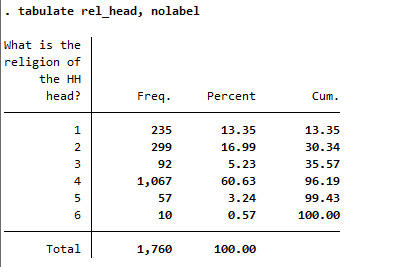 . tabulate rel_head, nolabel
What is the
religion of
the HH
head? Freq. Percent Cum.
1 235 13.35 13.35
2 299 16.99 30.34
3 92 5.23 35.57
4 1,067 60.63 96.19
5 57 3.24 99.43
6 10 0.57 100.00
Total 1,760 100.00